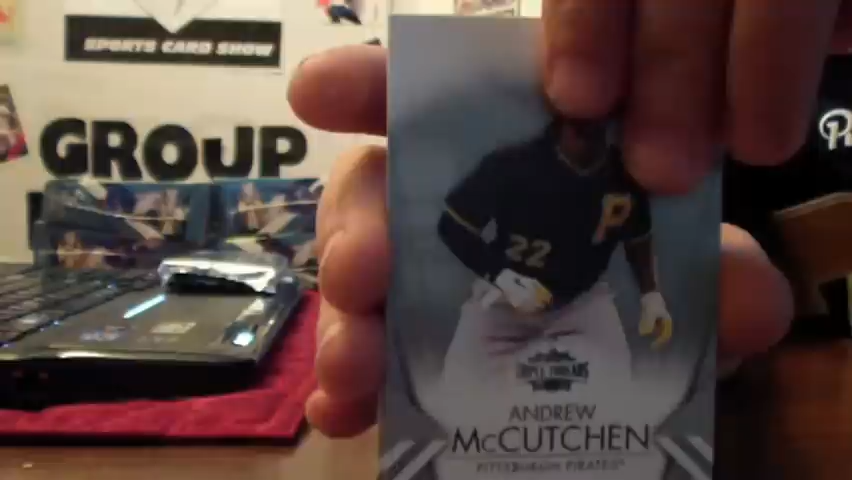 SPORTS CARD SHOW
GROUP
P
22
TRIPLE THREADS
ANDREW
McCUTCHEN
PITTSBURGH PIRATES